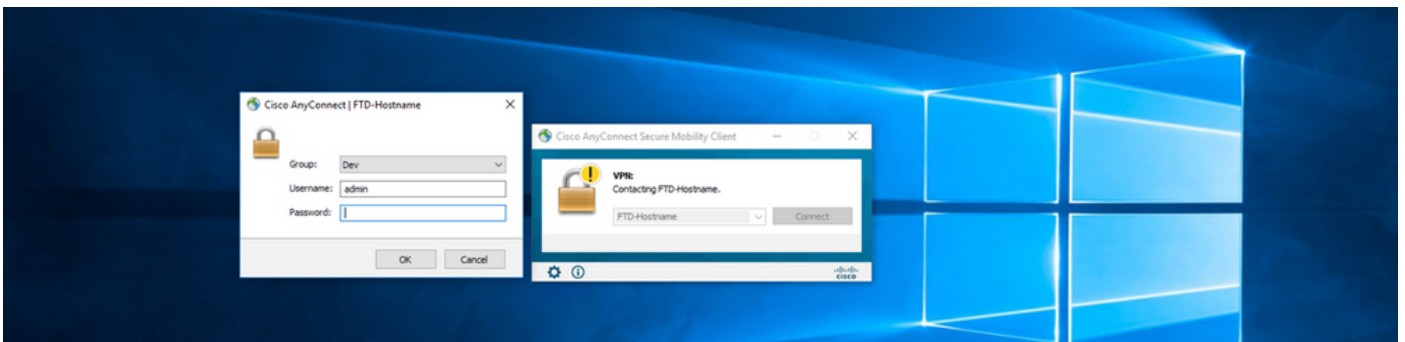 Cisco AnyConnect | FTD-Hostname
Group:
Dev
Username:
admin
Password:
OK
Cancel
Cisco AnyConnect Secure Mobility Client
VPN:
Contacting FTD-Hostname.
FTD-Hostname
Connect
CISCO